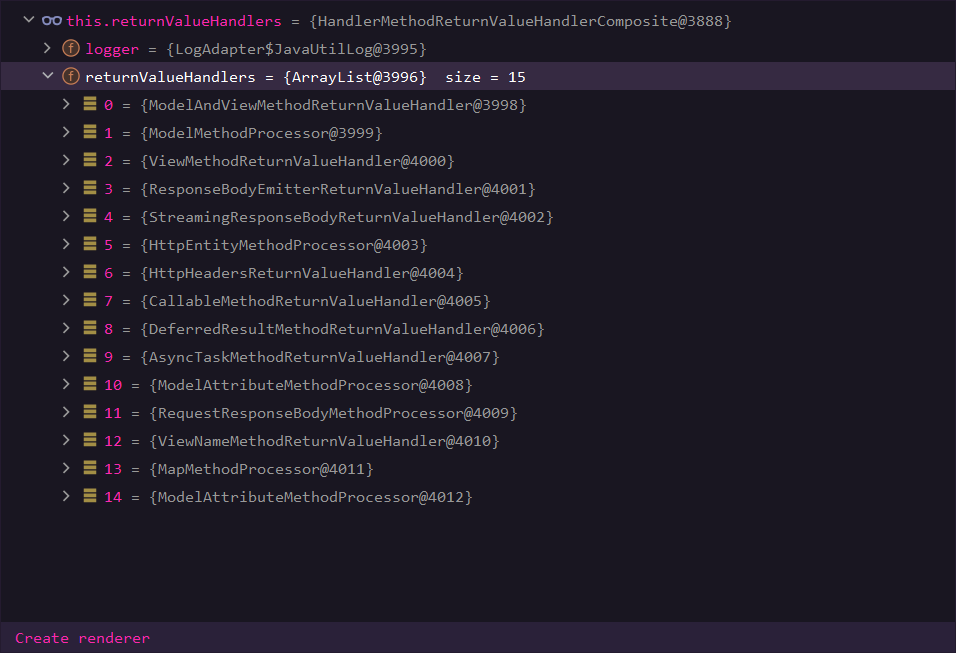 this.returnValueHandlers = {HandlerMethodReturnValueHandlerComposite@3888}
f logger = {LogAdapter$JavaUtilLog@3995}
f returnValueHandlers = {ArrayList@3996} size = 15
0 = {ModelAndViewMethodReturnValueHandler@3998}
1 = {ModelMethodProcessor@3999}
2 = {ViewMethodReturnValueHandler@4000}
3 = {ResponseBodyEmitterReturnValueHandler@4001}
4 = {StreamingResponseBodyReturnValueHandler@4002}
5 = {HttpEntityMethodProcessor@4003}
6 = {HttpHeadersReturnValueHandler@4004}
7 = {CallableMethodReturnValueHandler@4005}
8 = {DeferredResultMethodReturnValueHandler@4006}
9 = {AsyncTaskMethodReturnValueHandler@4007}
10 = {ModelAttributeMethodProcessor@4008}
11 = {RequestResponseBodyMethodProcessor@4009}
12 = {ViewNameMethodReturnValueHandler@4010}
13 = {MapMethodProcessor@4011}
14 = {ModelAttributeMethodProcessor@4012}
Create renderer